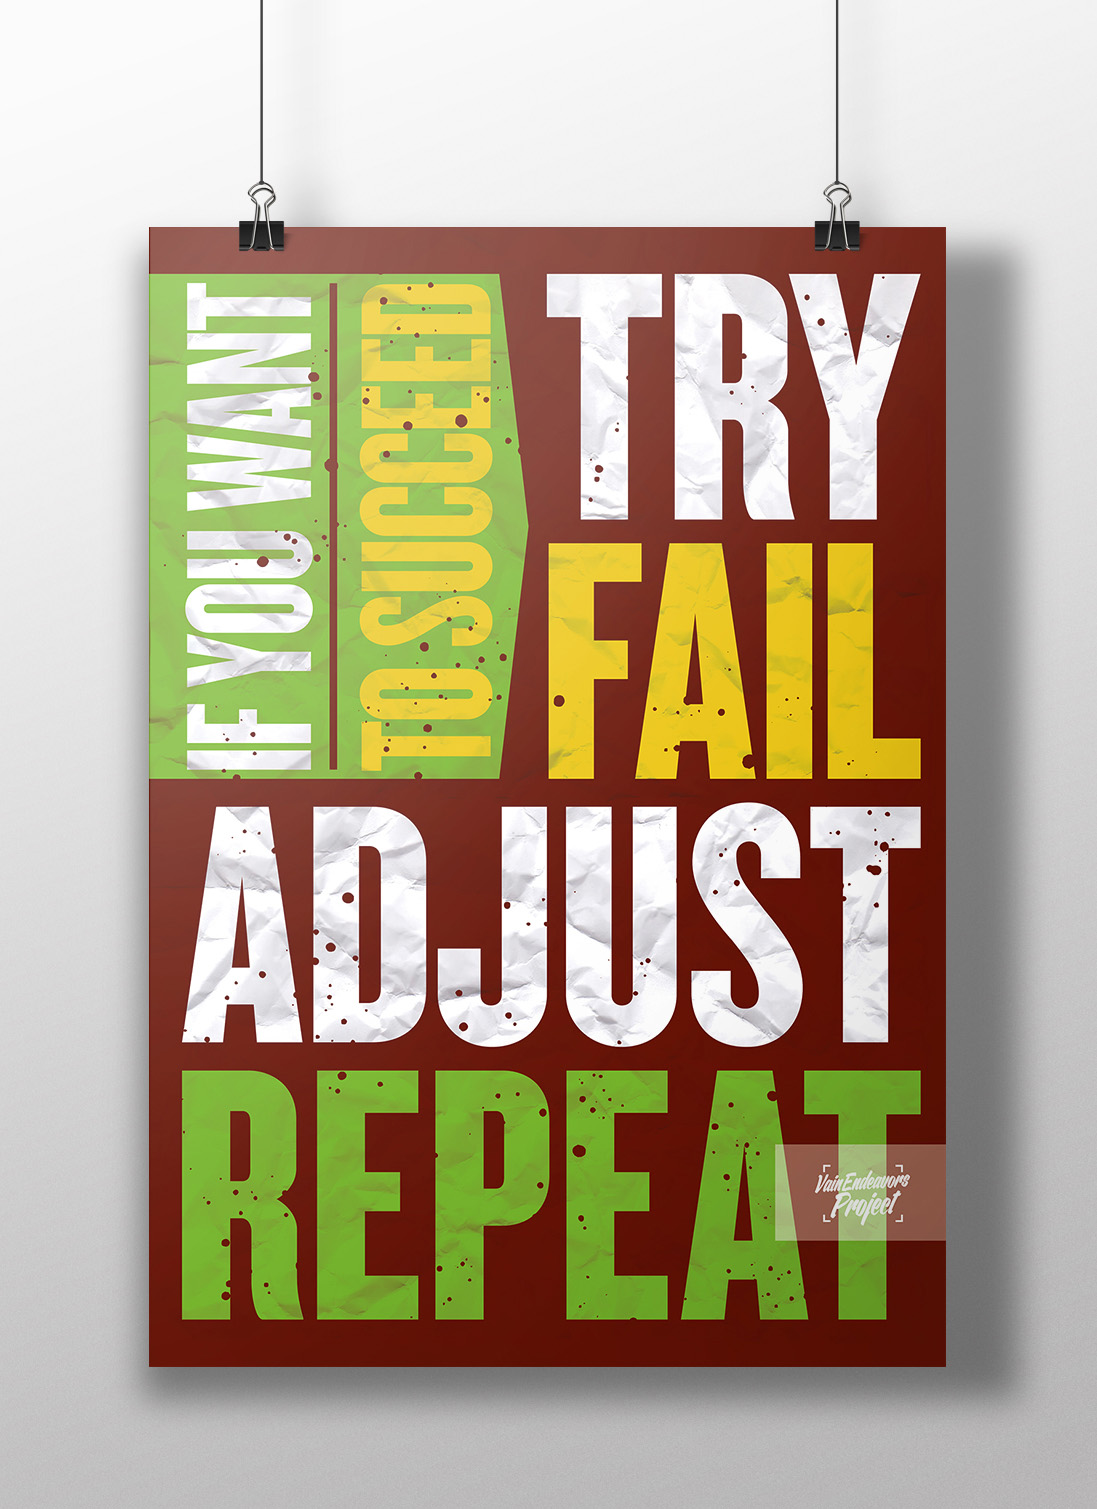 IF YOU WANT
TO SUCCEED
TRY
FAIL
ADJUST
REPEAT
VainEndeavors
Project